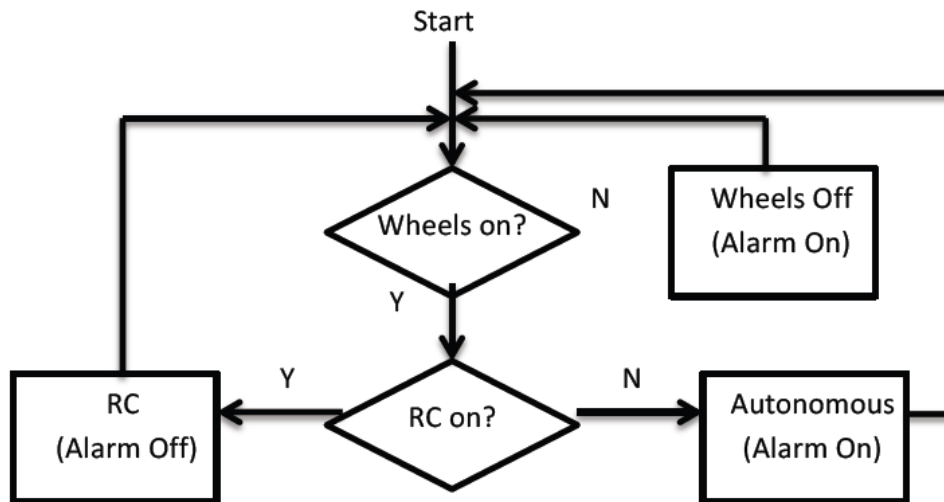 Start
Wheels on?
N
Wheels Off
(Alarm On)
Y
Y
N
RC
(Alarm Off)
RC on?
Autonomous
(Alarm On)